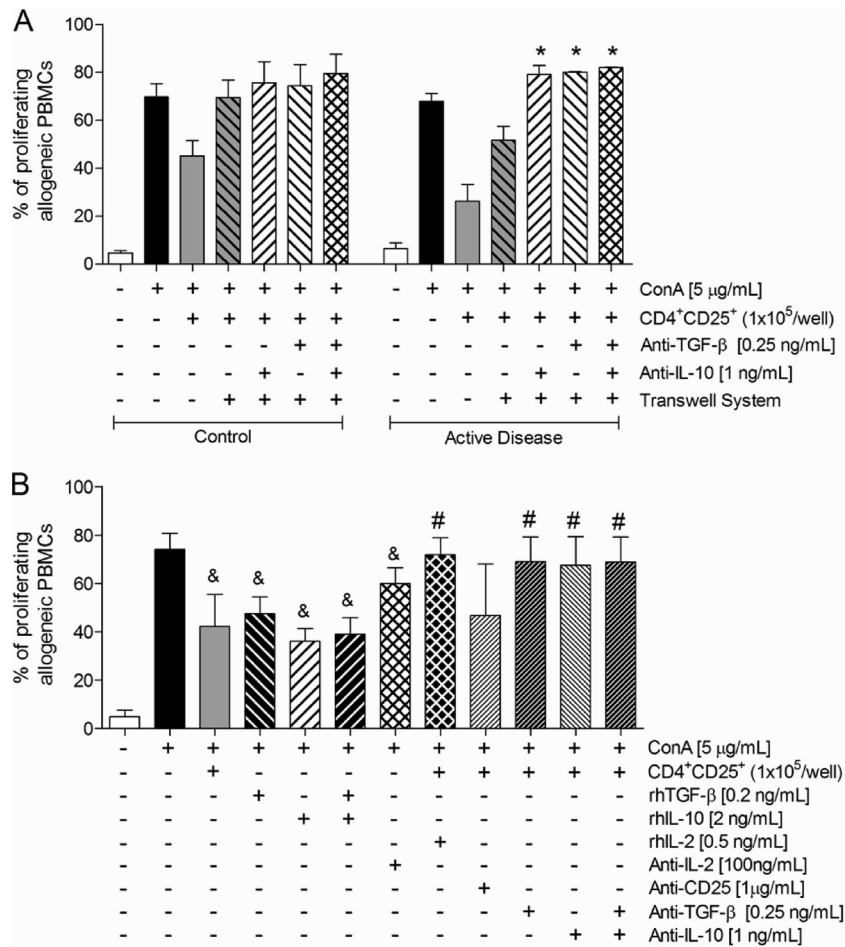 A
% of proliferating
allogeneic PBMCs
100
80
60
40
20
0
* * *
- + + + + + + - + + + + + + ConA [5 µg/mL]
- - + + + + + - - + + + + + CD4⁺CD25⁺ (1x10⁵/well)
- - - - - + + - - - - - + + Anti-TGF-β [0.25 ng/mL]
- - - - + - + - - - - + - + Anti-IL-10 [1 ng/mL]
- - - + + + + - - - + + + + Transwell System
Control Active Disease
B
% of proliferating
allogeneic PBMCs
100
80
60
40
20
0
& & & & & # # # #
- + + + + + + + + + + + ConA [5 µg/mL]
- - + - - - - + + + + + CD4⁺CD25⁺ (1x10⁵/well)
- - - + - + - - - - - - rhTGF-β [0.2 ng/mL]
- - - - + + - - - - - - rhIL-10 [2 ng/mL]
- - - - - - - + - - - - rhIL-2 [0.5 ng/mL]
- - - - - - + - - - - - Anti-IL-2 [100ng/mL]
- - - - - - - - + - - - Anti-CD25 [1µg/mL]
- - - - - - - - - + - + Anti-TGF-β [0.25 ng/mL]
- - - - - - - - - - + + Anti-IL-10 [1 ng/mL]